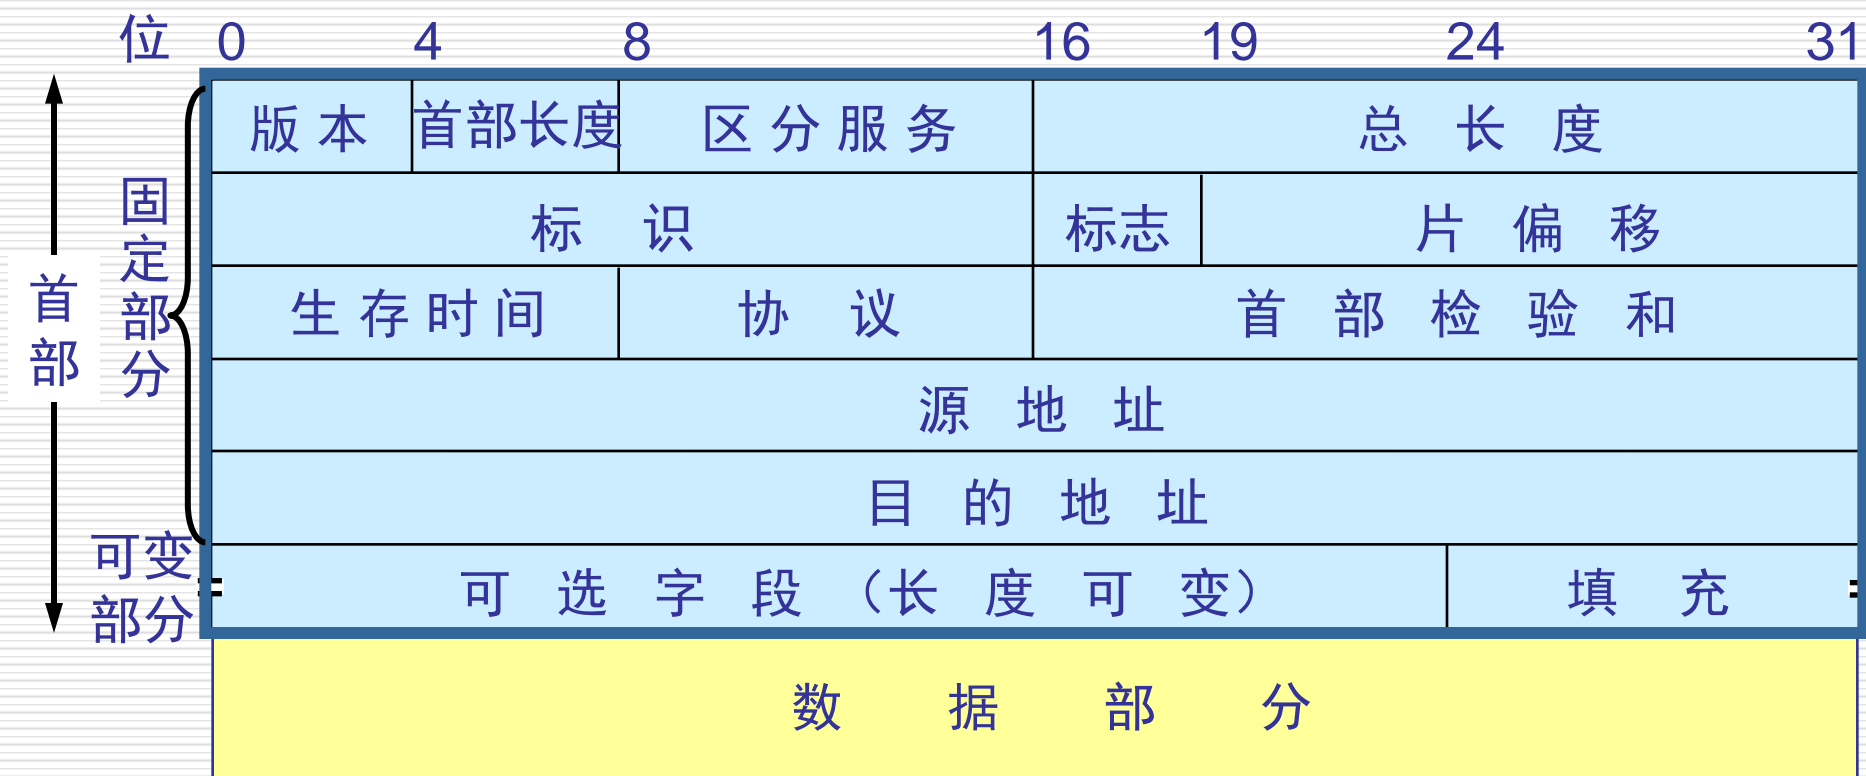 位 0 4 8 16 19 24 31
版 本 首部长度 区 分 服 务 总 长 度
标 识 标志 片 偏 移
生 存 时 间 协 议 首 部 检 验 和
源 地 址
目 的 地 址
可 选 字 段 （长 度 可 变） 填 充
数 据 部 分
首部
固定部分
可变
部分